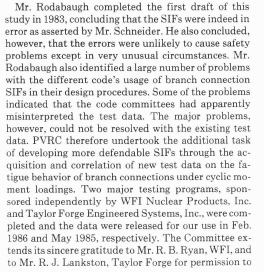 Mr. Rodabaugh completed the first draft of this
study in 1983, concluding that the SIFs were indeed in
error as asserted by Mr. Schneider. He also concluded,
however, that the errors were unlikely to cause safety
problems except in very unusual circumstances. Mr.
Rodabaugh also identified a large number of problems
with the different code's usage of branch connection
SIFs in their design procedures. Some of the problems
indicated that the code committees had apparently
misinterpreted the test data. The major problems,
however, could not be resolved with the existing test
data. PVRC therefore undertook the additional task
of developing more defendable SIFs through the ac-
quisition and correlation of new test data on the fa-
tigue behavior of branch connections under cyclic mo-
ment loadings. Two major testing programs, spon-
sored independently by WFI Nuclear Products, Inc.
and Taylor Forge Engineered Systems, Inc., were com-
pleted and the data were released for our use in Feb.
1986 and May 1985, respectively. The Committee ex-
tends its sincere gratitude to Mr. R. B. Ryan, WFI, and
to Mr. R. J. Lankston, Taylor Forge for permission to